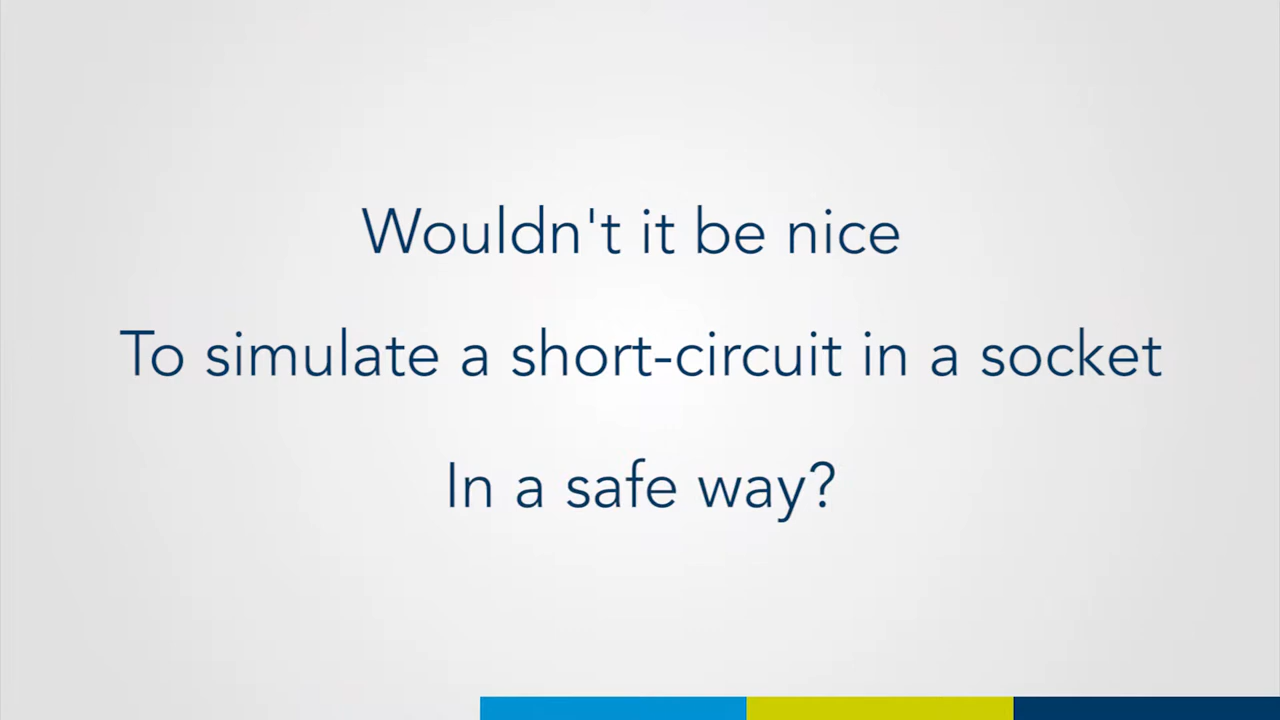 Wouldn't it be nice
To simulate a short-circuit in a socket
In a safe way?